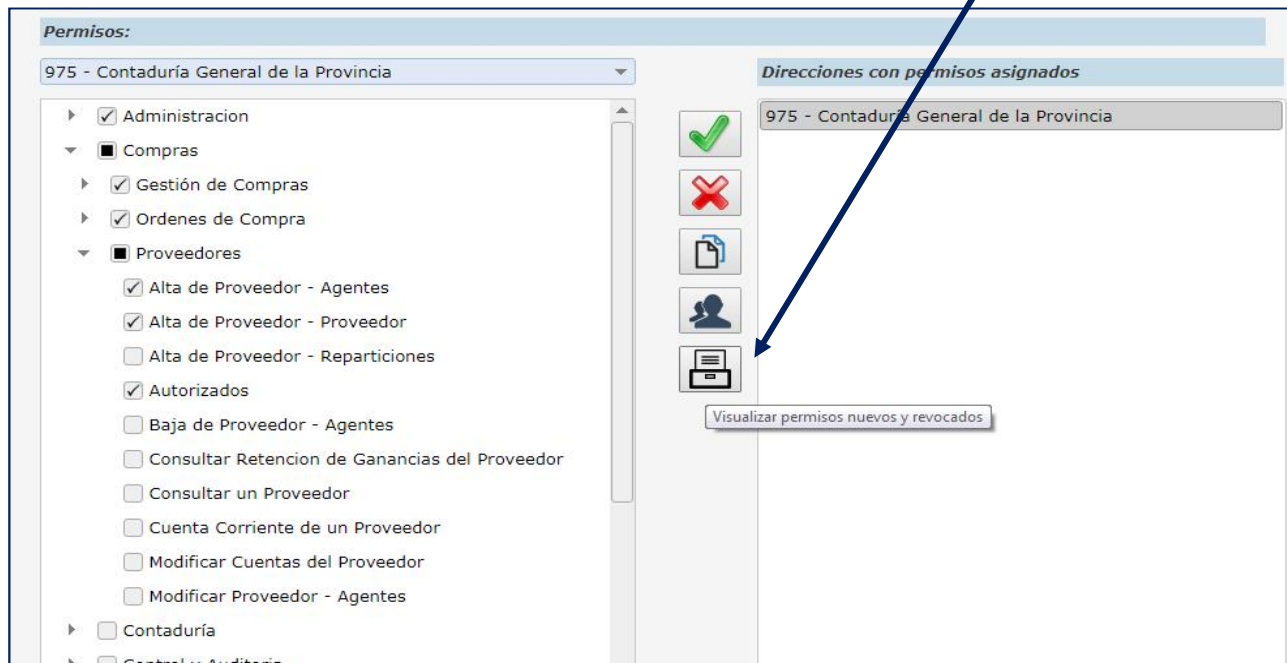 Permisos:
975 - Contaduría General de la Provincia
Administracion
Compras
Gestión de Compras
Ordenes de Compra
Proveedores
Alta de Proveedor - Agentes
Alta de Proveedor - Proveedor
Alta de Proveedor - Reparticiones
Autorizados
Baja de Proveedor - Agentes
Consultar Retencion de Ganancias del Proveedor
Consultar un Proveedor
Cuenta Corriente de un Proveedor
Modificar Cuentas del Proveedor
Modificar Proveedor - Agentes
Contaduría
Control y Auditoria
Direcciones con permisos asignados
975 - Contaduría General de la Provincia
Visualizar permisos nuevos y revocados